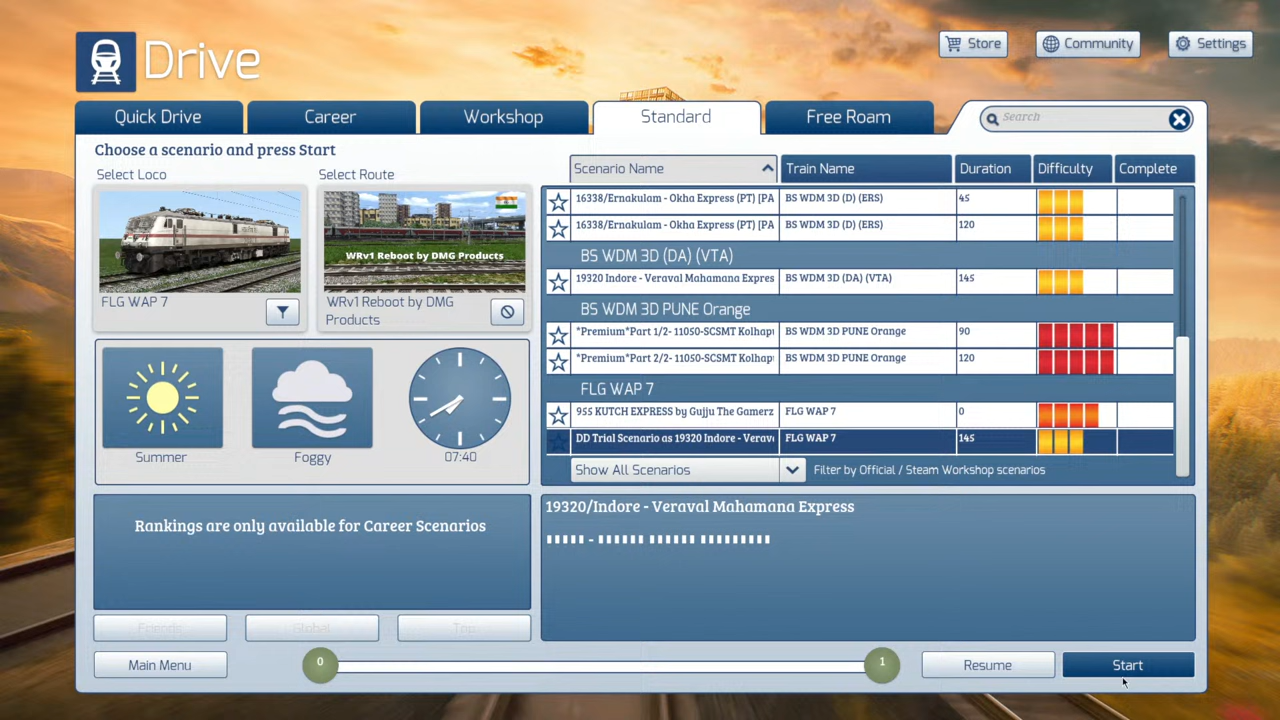 Drive
Store
Community
Settings
Quick Drive
Career
Workshop
Standard
Free Roam
Search
Choose a scenario and press Start
Select Loco
Select Route
WRv1 Reboot by DMG Products
FLG WAP 7
WRv1 Reboot by DMG
Products
Summer
Foggy
07:40
Scenario Name
Train Name
Duration
Difficulty
Complete
16338/Ernakulam - Okha Express (PT) [PA
BS WDM 3D (D) (ERS)
45
16338/Ernakulam - Okha Express (PT) [PA
BS WDM 3D (D) (ERS)
120
BS WDM 3D (DA) (VTA)
19320 Indore - Veraval Mahamana Expres
BS WDM 3D (DA) (VTA)
145
BS WDM 3D PUNE Orange
*Premium*Part 1/2- 11050-SCSMT Kolhap
BS WDM 3D PUNE Orange
90
*Premium*Part 2/2- 11050-SCSMT Kolhap
BS WDM 3D PUNE Orange
120
FLG WAP 7
955 KUTCH EXPRESS by Gujju The Gamerz
FLG WAP 7
0
DD Trial Scenario as 19320 Indore - Verav
FLG WAP 7
145
Show All Scenarios
Filter by Official / Steam Workshop scenarios
Rankings are only available for Career Scenarios
19320/Indore - Veraval Mahamana Express
Friends
Global
Top
Main Menu
0
1
Resume
Start